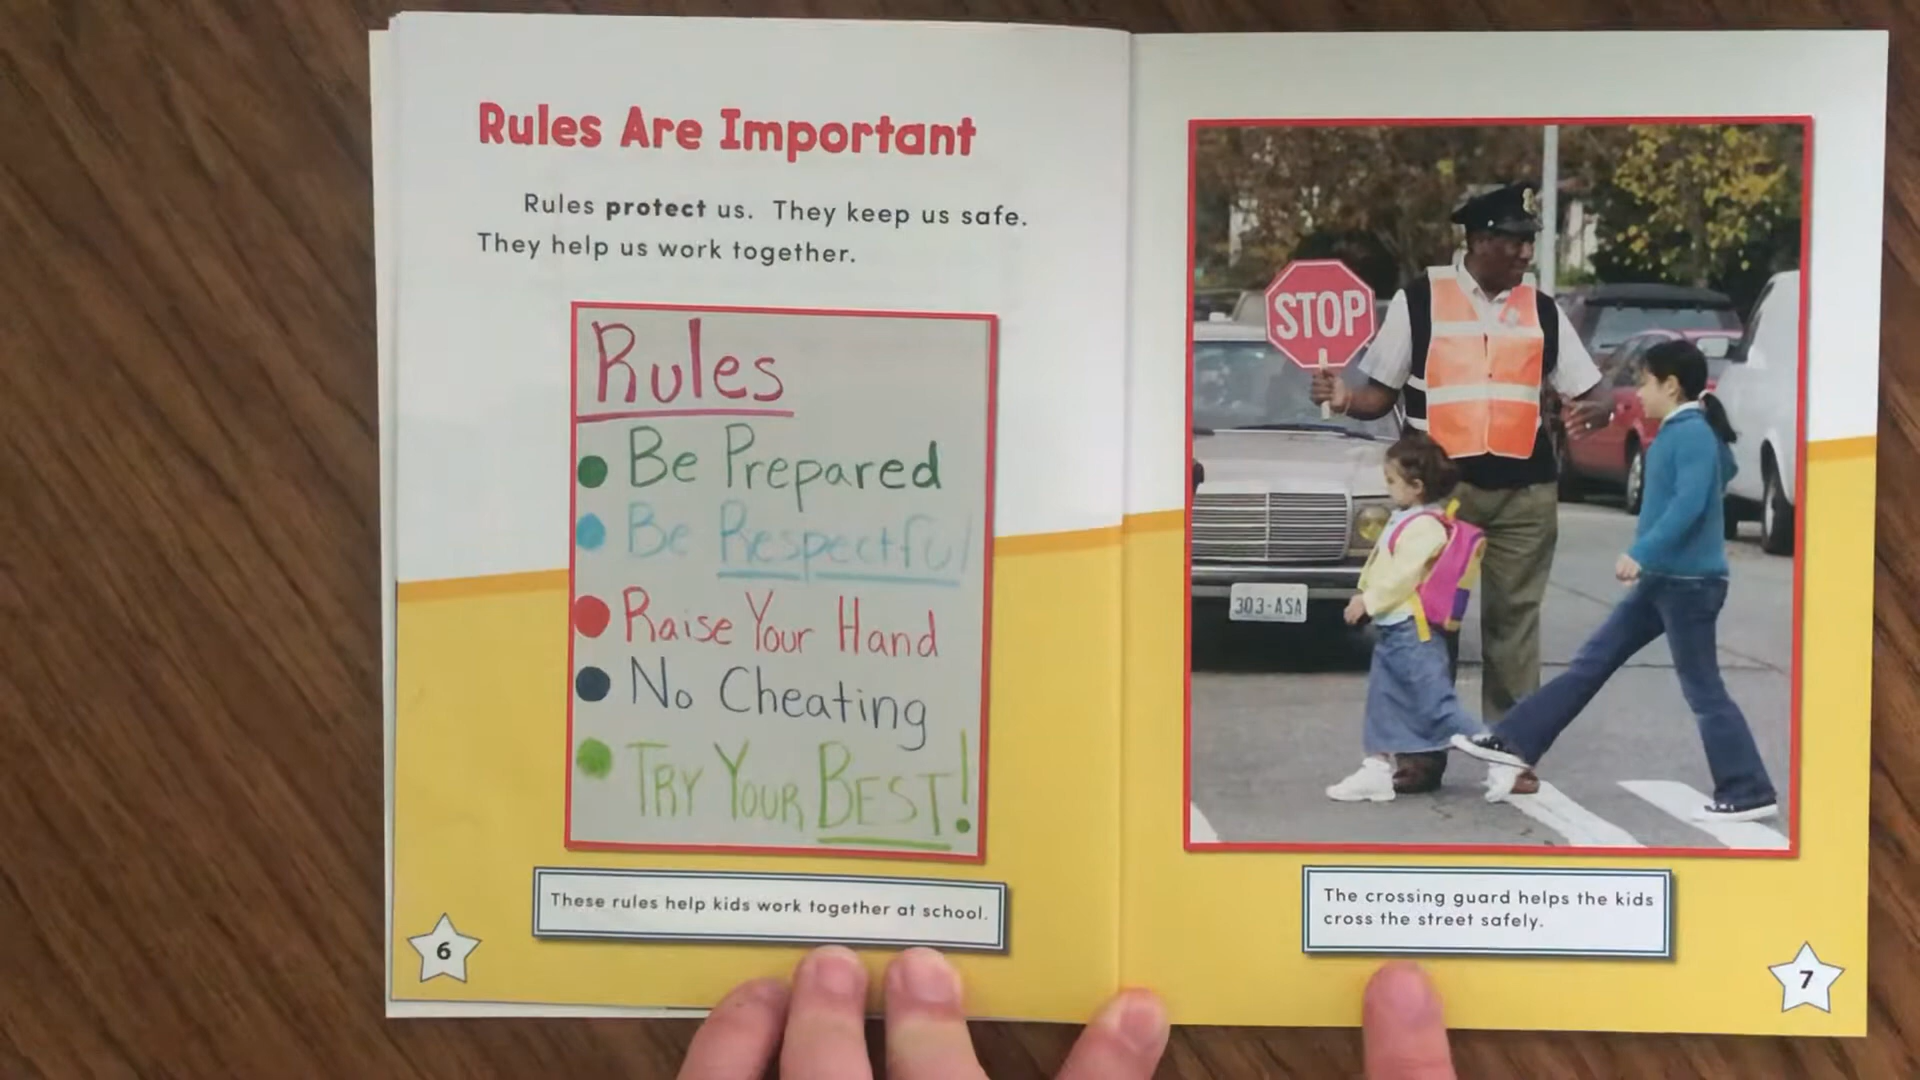 Rules Are Important
Rules protect us. They keep us safe.
They help us work together.
Rules
Be Prepared
Be Respectful
Raise Your Hand
No Cheating
TRY YOUR BEST!
These rules help kids work together at school.
6
STOP
303-ASA
The crossing guard helps the kids
cross the street safely.
7